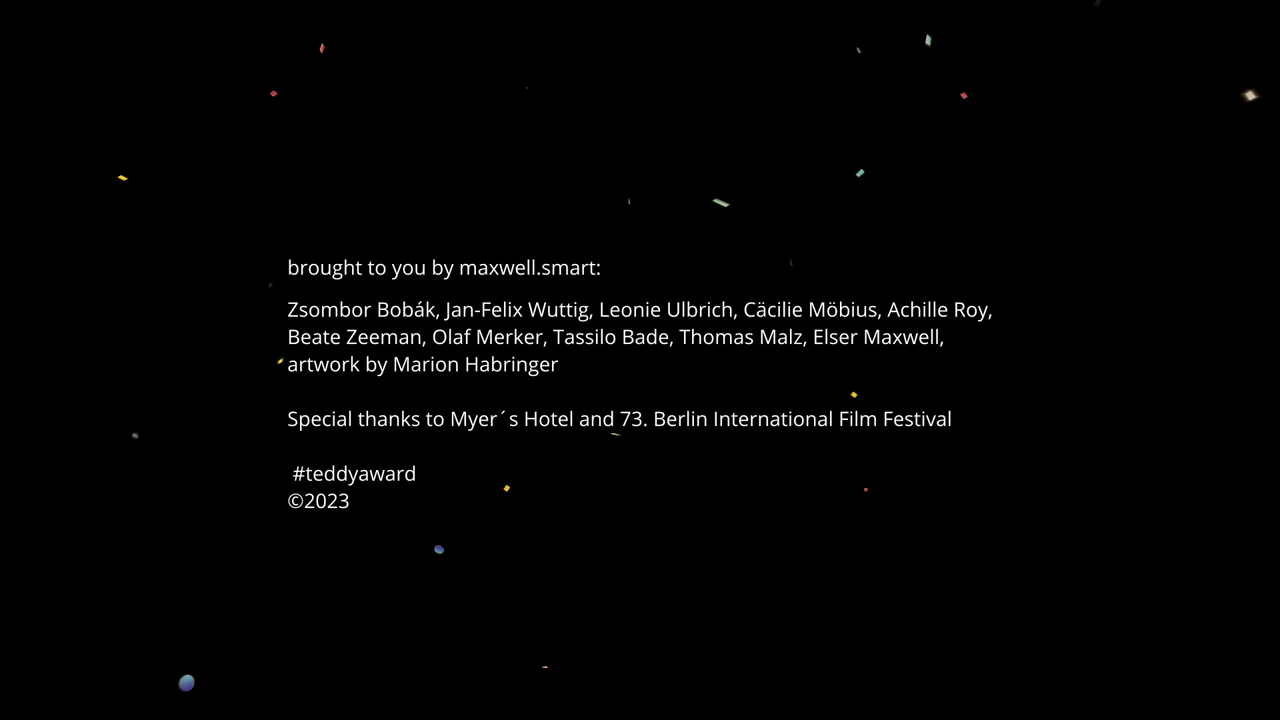 brought to you by maxwell.smart:
Zsombor Bobák, Jan-Felix Wuttig, Leonie Ulbrich, Cäcilie Möbius, Achille Roy,
Beate Zeeman, Olaf Merker, Tassilo Bade, Thomas Malz, Elser Maxwell,
artwork by Marion Habringer
Special thanks to Myer´s Hotel and 73. Berlin International Film Festival
#teddyaward
©2023